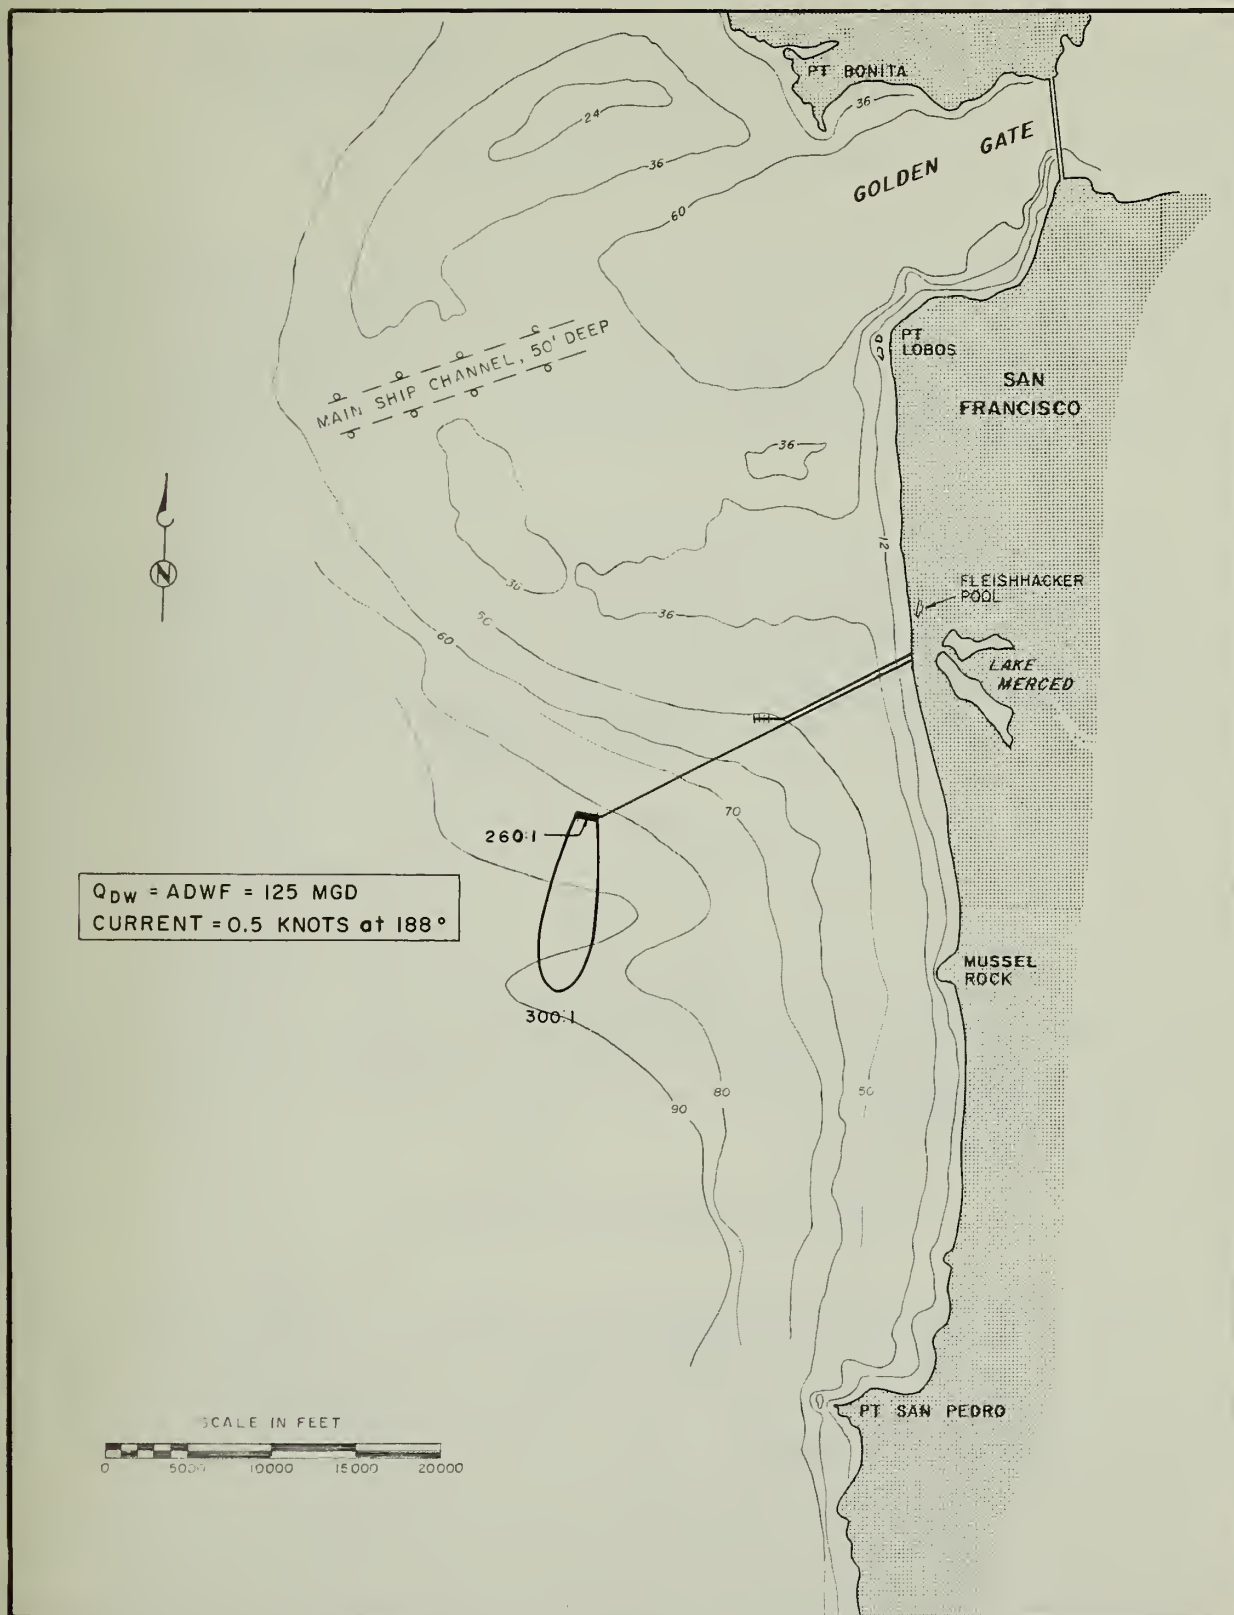 PT BONITA
36
24
GOLDEN GATE
36
60
PT
LOBOS
MAIN SHIP CHANNEL, 50' DEEP
SAN
FRANCISCO
36
12
N
FLEISHHACKER
POOL
36
36
50
60
LAKE
MERCED
70
260:1
Q_DW = ADWF = 125 MGD
CURRENT = 0.5 KNOTS at 188°
MUSSEL
ROCK
300:1
80
50
90
PT SAN PEDRO
SCALE IN FEET
0 5000 10000 15000 20000